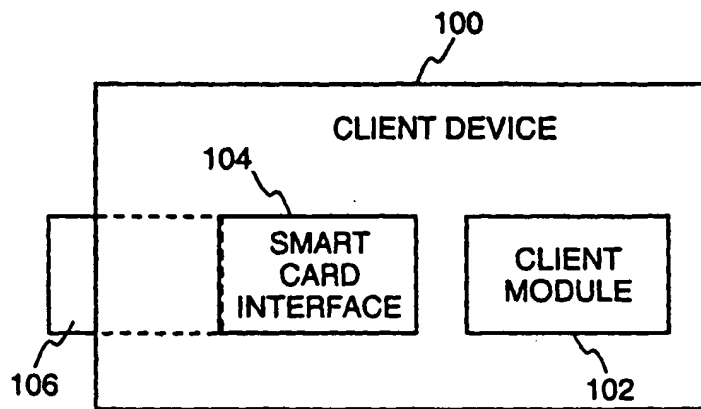 100
CLIENT DEVICE
104
SMART
CARD
INTERFACE
CLIENT
MODULE
106
102